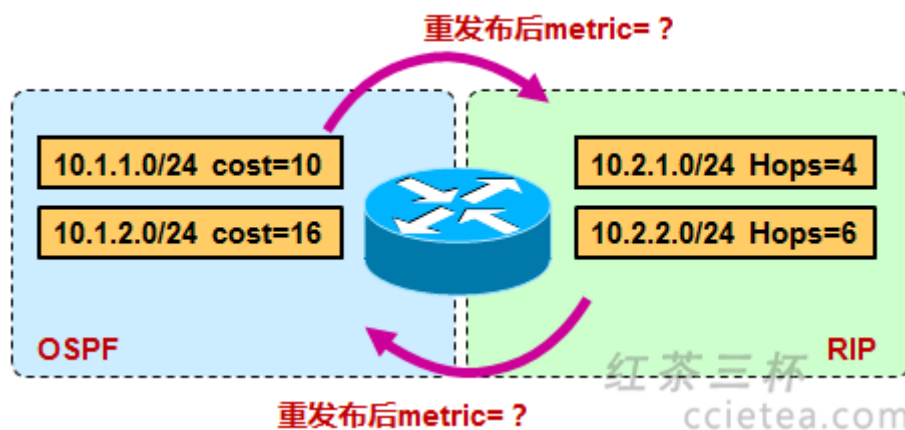 重发布后metric=？
10.1.1.0/24 cost=10
10.1.2.0/24 cost=16
OSPF
10.2.1.0/24 Hops=4
10.2.2.0/24 Hops=6
RIP
重发布后metric=？
红茶三杯
ccietea.com